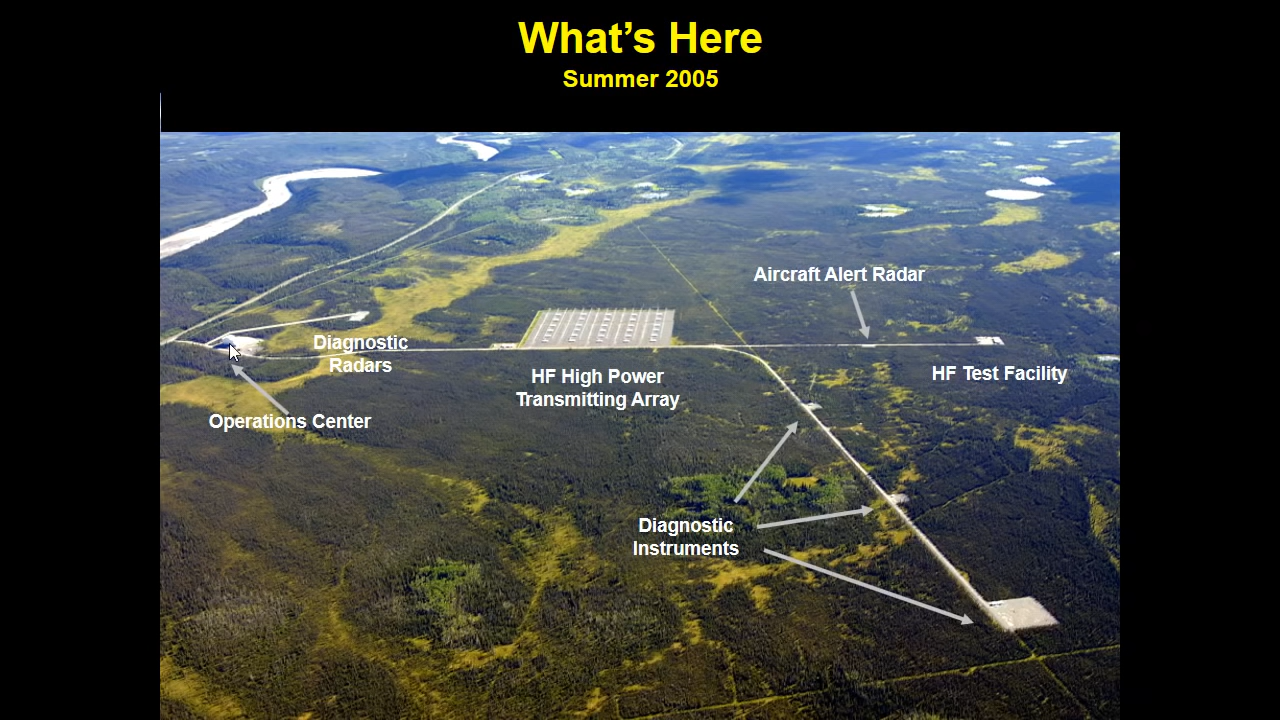 What's Here
Summer 2005
Aircraft Alert Radar
Diagnostic
Radars
HF High Power
Transmitting Array
HF Test Facility
Operations Center
Diagnostic
Instruments